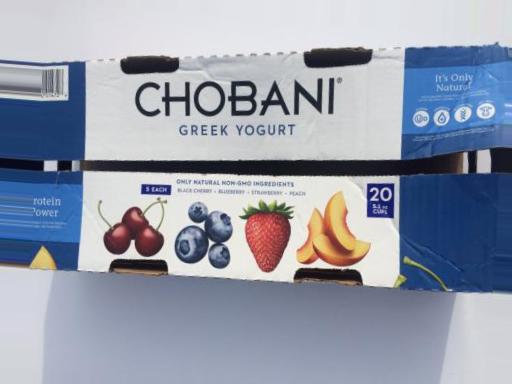 CHOBANI®
GREEK YOGURT
It's Only
Natural
5 EACH
ONLY NATURAL NON-GMO INGREDIENTS
BLACK CHERRY • BLUEBERRY • STRAWBERRY • PEACH
20
5.3 oz
CUPS
rotein
Power